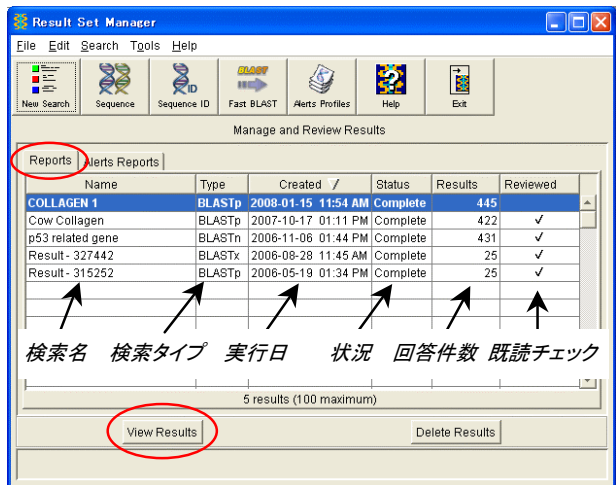 Result Set Manager
File Edit Search Tools Help
BLAST
ID
New Search Sequence Sequence ID Fast BLAST Alerts Profiles Help Exit
Manage and Review Results
Reports Alerts Reports
Name Type Created Status Results Reviewed
COLLAGEN 1 BLASTp 2008-01-15 11:54 AM Complete 445
Cow Collagen BLASTp 2007-10-17 01:11 PM Complete 422 ✓
p53 related gene BLASTn 2006-11-06 01:44 PM Complete 431 ✓
Result - 327442 BLASTx 2006-08-28 11:45 AM Complete 25 ✓
Result - 315252 BLASTp 2006-05-19 01:34 PM Complete 25 ✓
検索名 検索タイプ 実行日 状況 回答件数 既読チェック
5 results (100 maximum)
View Results Delete Results